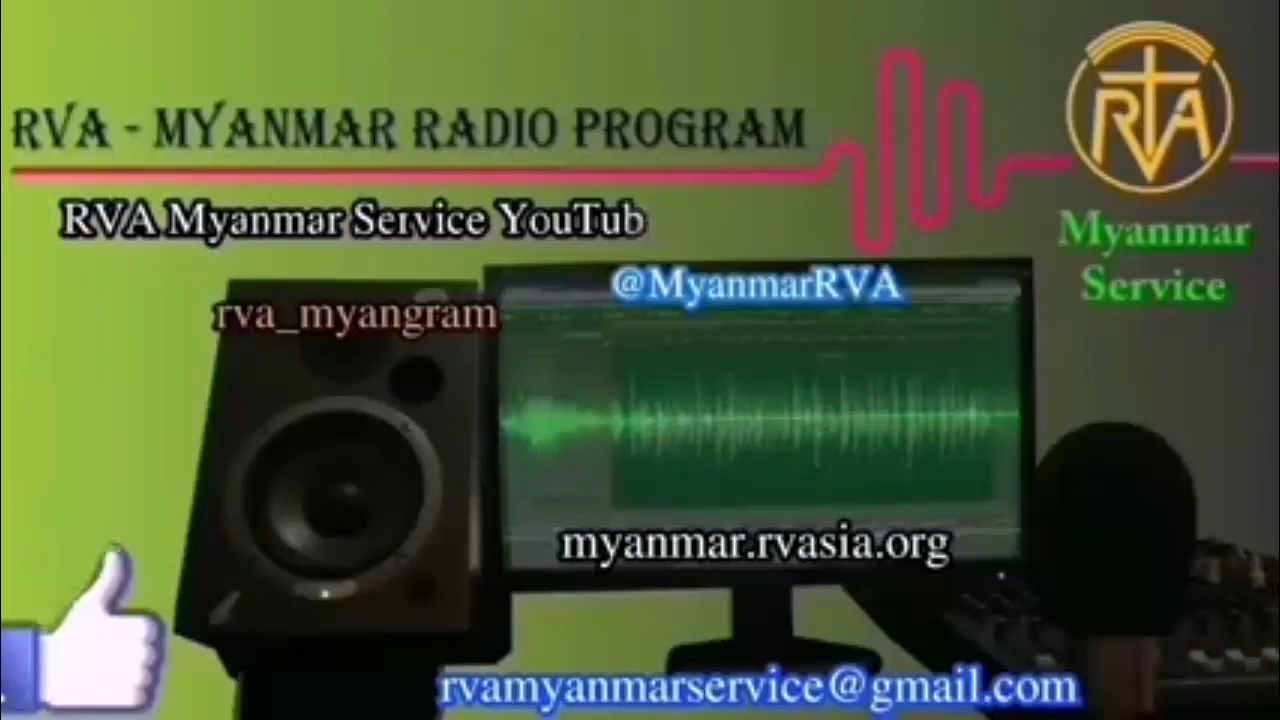 RVA - MYANMAR RADIO PROGRAM
RVA
Myanmar
Service
RVA Myanmar Service YouTub
@MyanmarRVA
rva_myangram
myanmar.rvasia.org
rvamyanmarservice@gmail.com